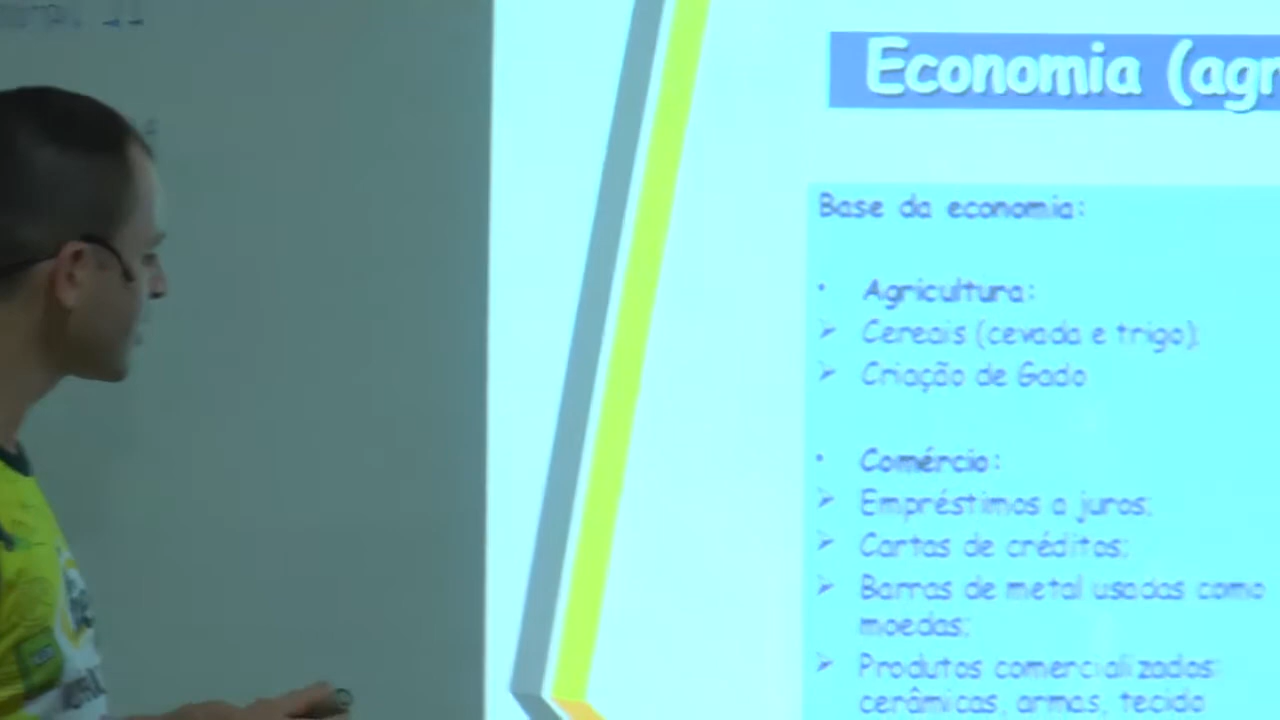 Economia (agr
Base da economia:
• Agricultura:
➢ Cereais (cevada e trigo);
➢ Criação de Gado
• Comércio:
➢ Empréstimos a juros;
➢ Cartas de créditos;
➢ Barras de metal usadas como
moedas;
➢ Produtos comercializados:
cerâmicas, armas, tecido